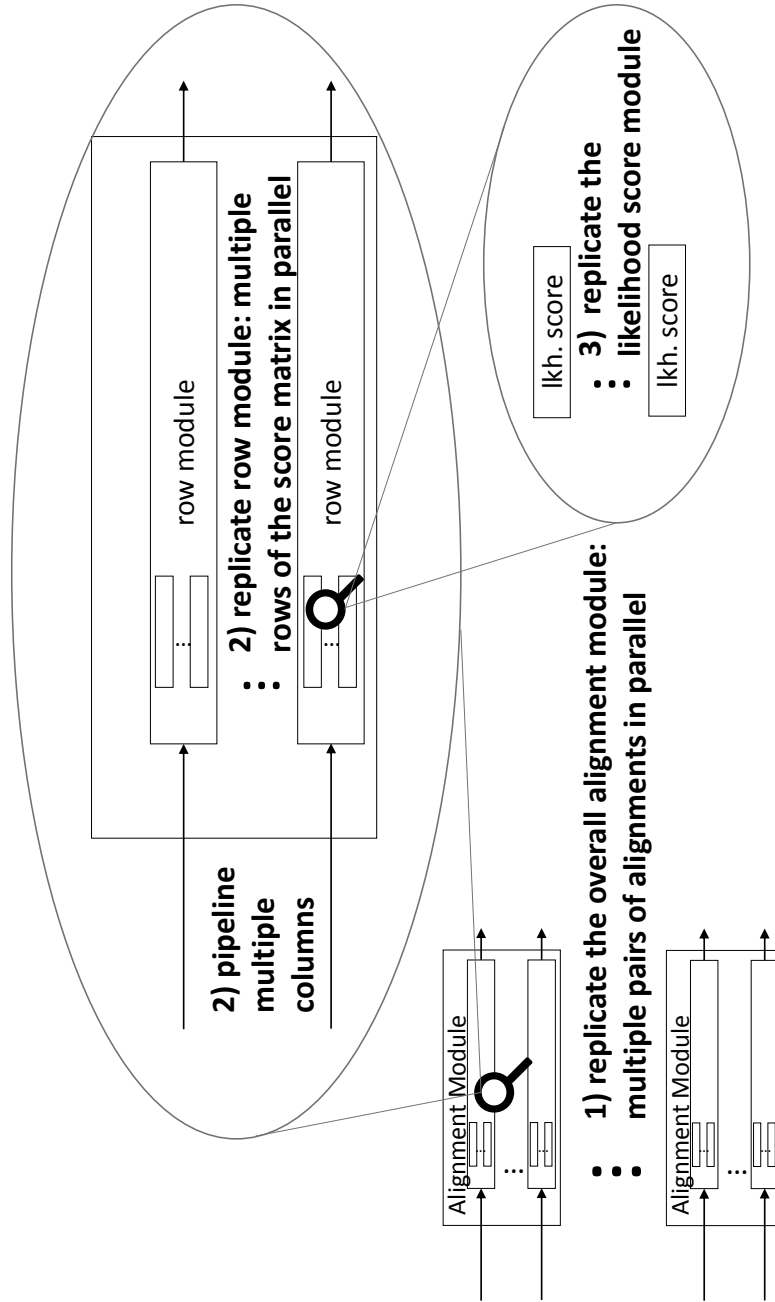 Alignment Module
...
...
...
...
1) replicate the overall alignment module:
multiple pairs of alignments in parallel
Alignment Module
...
...
...
...
2) pipeline
multiple
columns
row module
...
2) replicate row module: multiple
rows of the score matrix in parallel
...
row module
...
lkh. score
3) replicate the
likelihood score module
...
lkh. score